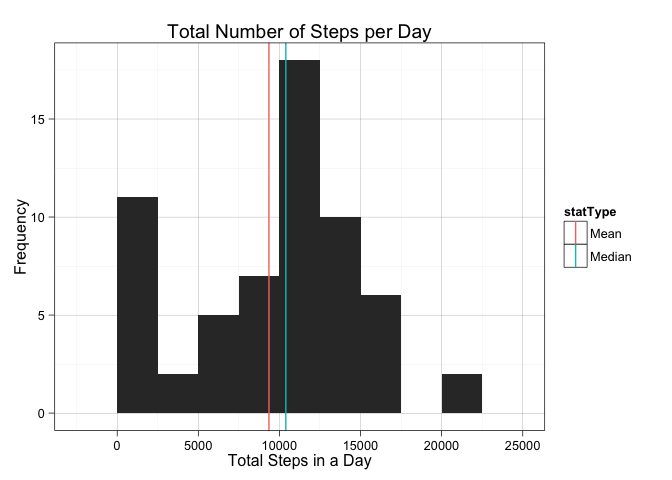 Total Number of Steps per Day
Frequency
15
10
5
0
0 5000 10000 15000 20000 25000
Total Steps in a Day
statType
Mean
Median